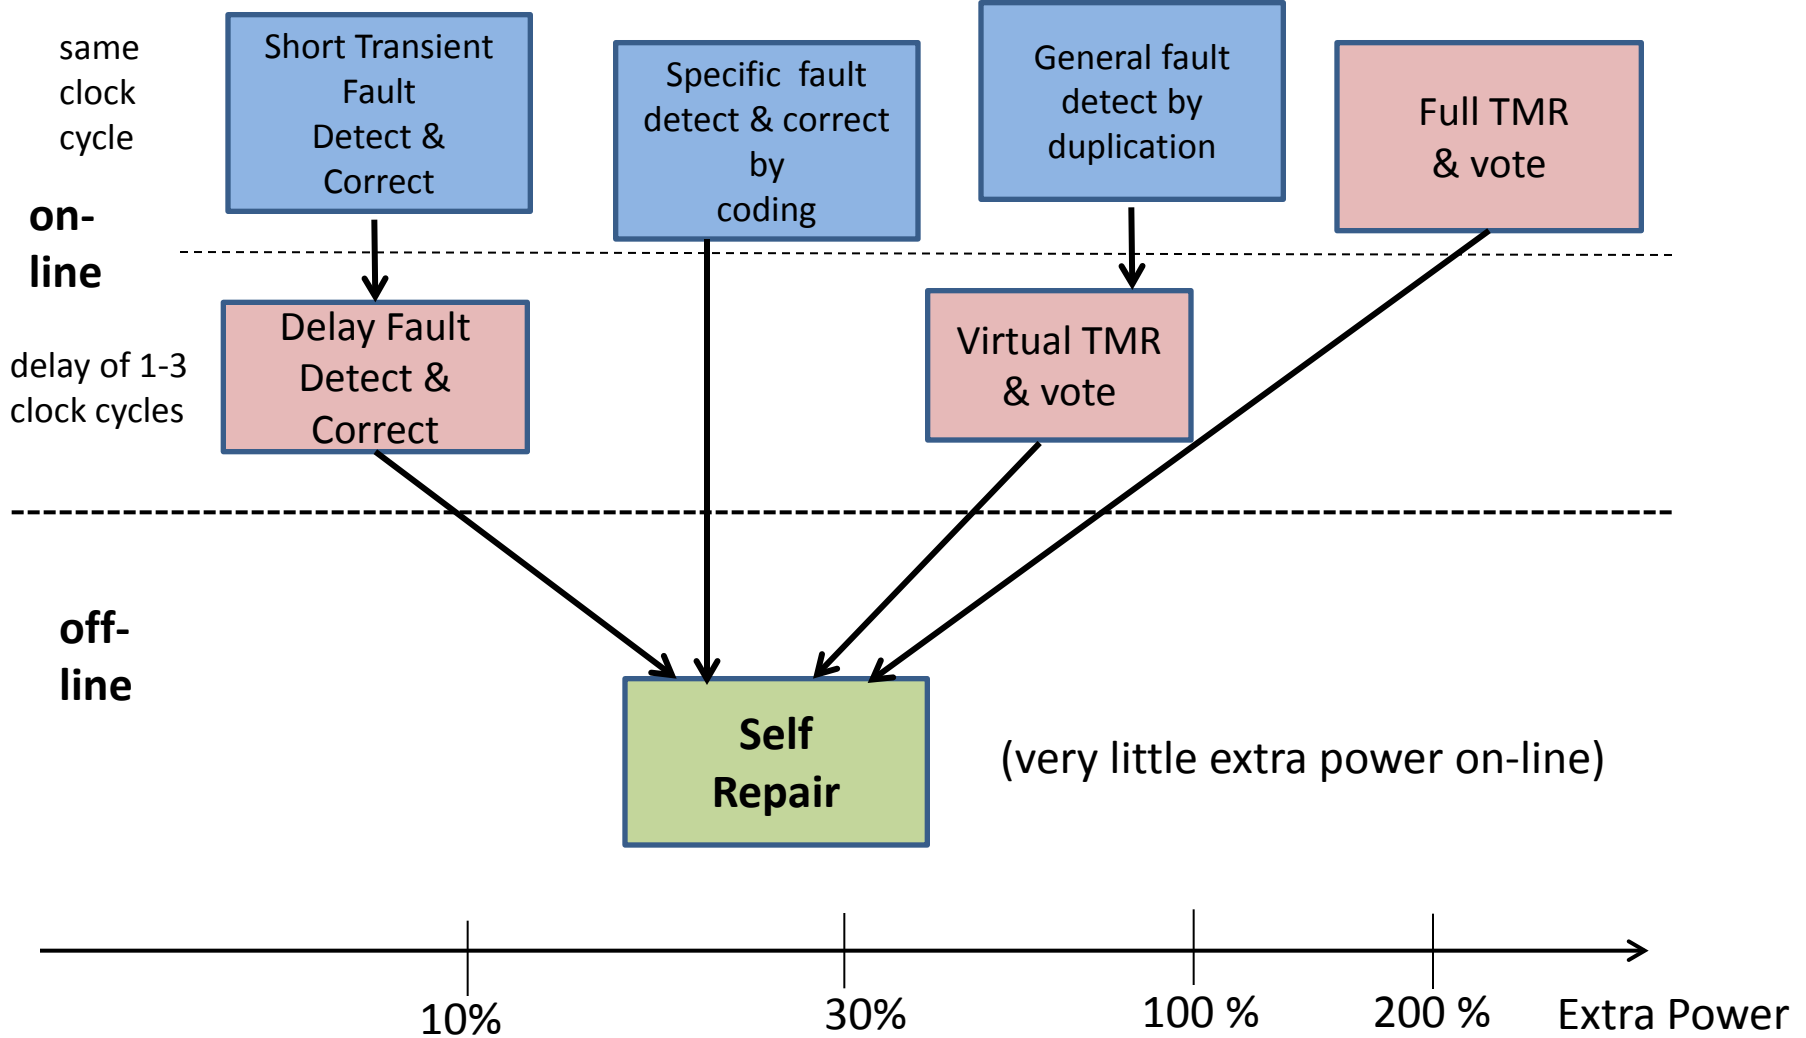 same
clock
cycle
Short Transient
Fault
Detect &
Correct
Specific fault
detect & correct
by
coding
General fault
detect by
duplication
Full TMR
& vote
on-
line
delay of 1-3
clock cycles
Delay Fault
Detect &
Correct
Virtual TMR
& vote
off-
line
Self
Repair
(very little extra power on-line)
10%
30%
100 %
200 %
Extra Power